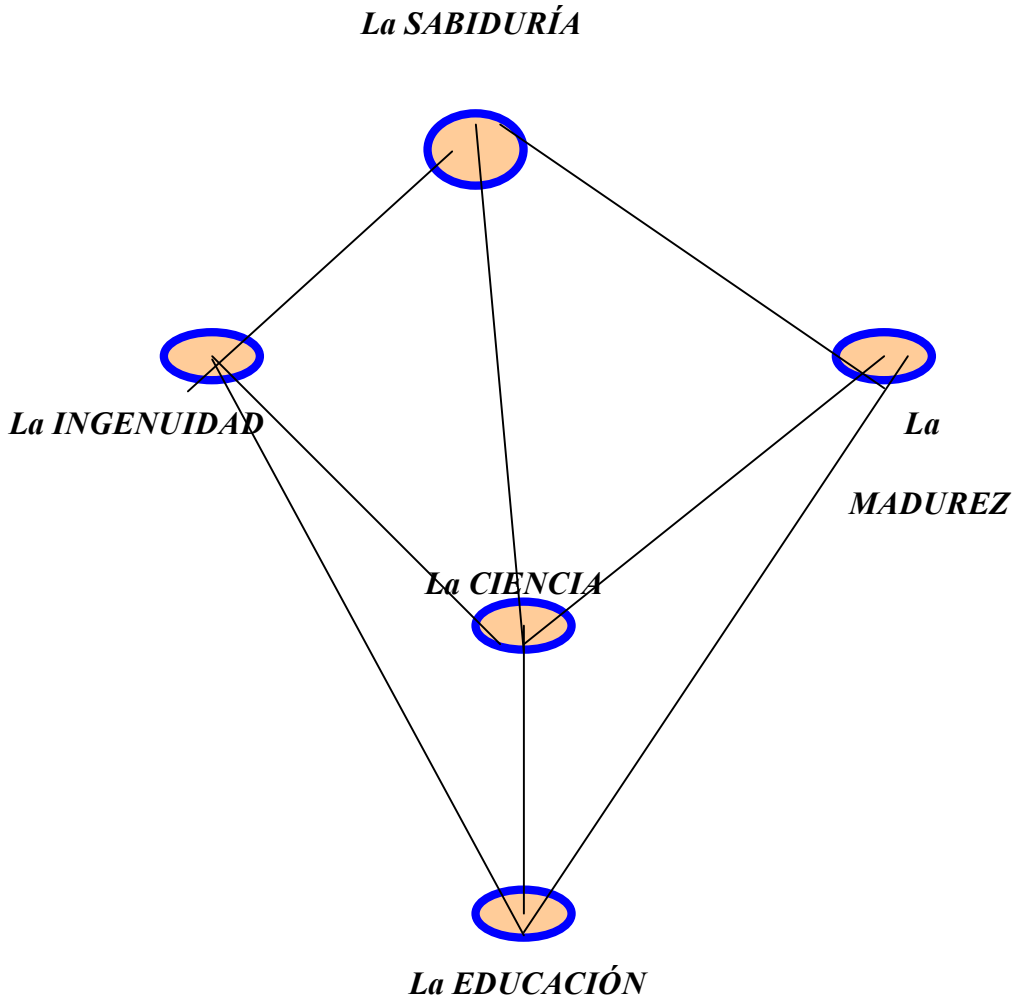 La SABIDURÍA
La INGENUIDAD
La
MADUREZ
La CIENCIA
La EDUCACIÓN